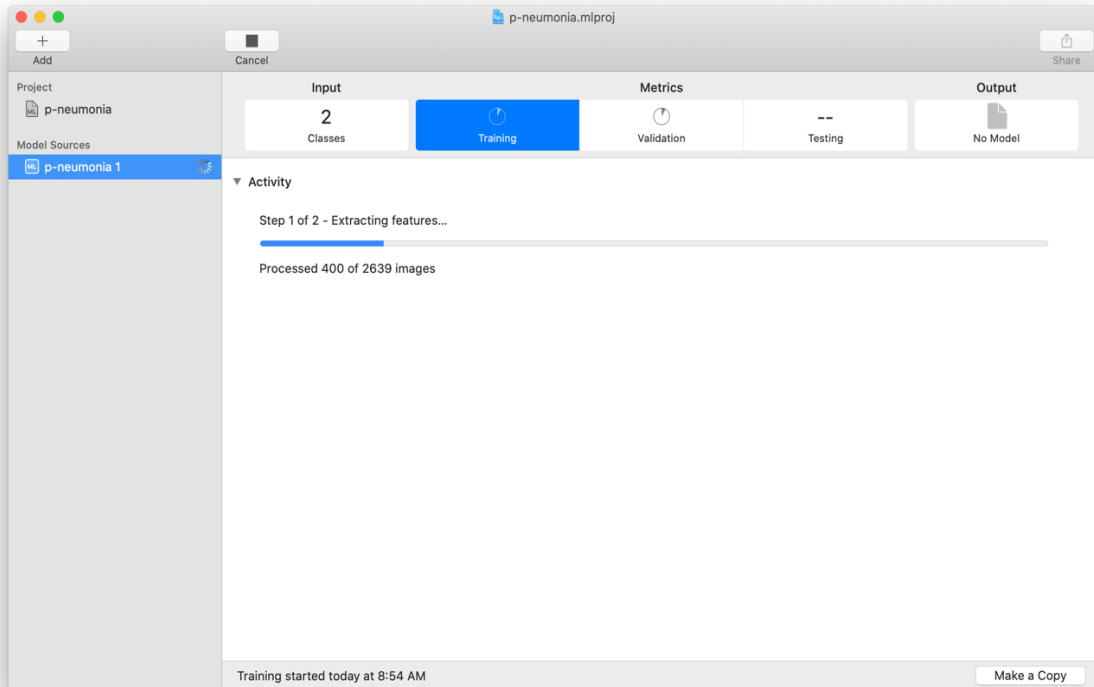 p-neumonia.mlproj
Add
Cancel
Share
Project
p-neumonia
Model Sources
p-neumonia 1
Input
Metrics
Output
2
Classes
Training
Validation
--
Testing
No Model
Activity
Step 1 of 2 - Extracting features...
Processed 400 of 2639 images
Training started today at 8:54 AM
Make a Copy